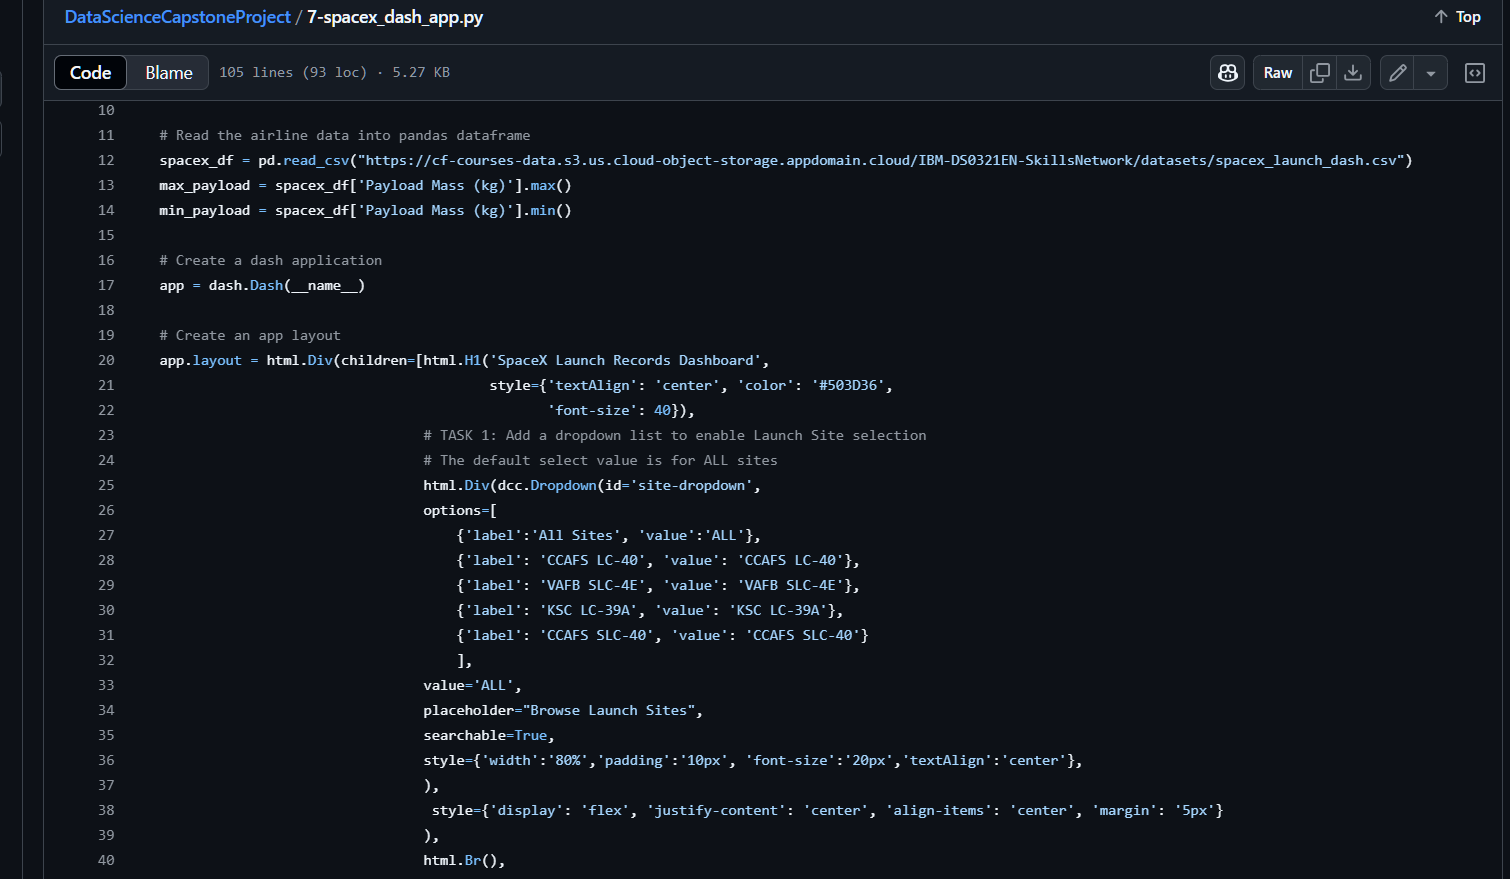 DataScienceCapstoneProject / 7-spacex_dash_app.py
Top
Code Blame 105 lines (93 loc) · 5.27 KB
Raw
10
11 # Read the airline data into pandas dataframe
12 spacex_df = pd.read_csv("https://cf-courses-data.s3.us.cloud-object-storage.appdomain.cloud/IBM-DS0321EN-SkillsNetwork/datasets/spacex_launch_dash.csv")
13 max_payload = spacex_df['Payload Mass (kg)'].max()
14 min_payload = spacex_df['Payload Mass (kg)'].min()
15
16 # Create a dash application
17 app = dash.Dash(__name__)
18
19 # Create an app layout
20 app.layout = html.Div(children=[html.H1('SpaceX Launch Records Dashboard',
21 style={'textAlign': 'center', 'color': '#503D36',
22 'font-size': 40}),
23 # TASK 1: Add a dropdown list to enable Launch Site selection
24 # The default select value is for ALL sites
25 html.Div(dcc.Dropdown(id='site-dropdown',
26 options=[
27 {'label':'All Sites', 'value':'ALL'},
28 {'label': 'CCAFS LC-40', 'value': 'CCAFS LC-40'},
29 {'label': 'VAFB SLC-4E', 'value': 'VAFB SLC-4E'},
30 {'label': 'KSC LC-39A', 'value': 'KSC LC-39A'},
31 {'label': 'CCAFS SLC-40', 'value': 'CCAFS SLC-40'}
32 ],
33 value='ALL',
34 placeholder="Browse Launch Sites",
35 searchable=True,
36 style={'width':'80%','padding':'10px', 'font-size':'20px','textAlign':'center'},
37 ),
38 style={'display': 'flex', 'justify-content': 'center', 'align-items': 'center', 'margin': '5px'}
39 ),
40 html.Br(),